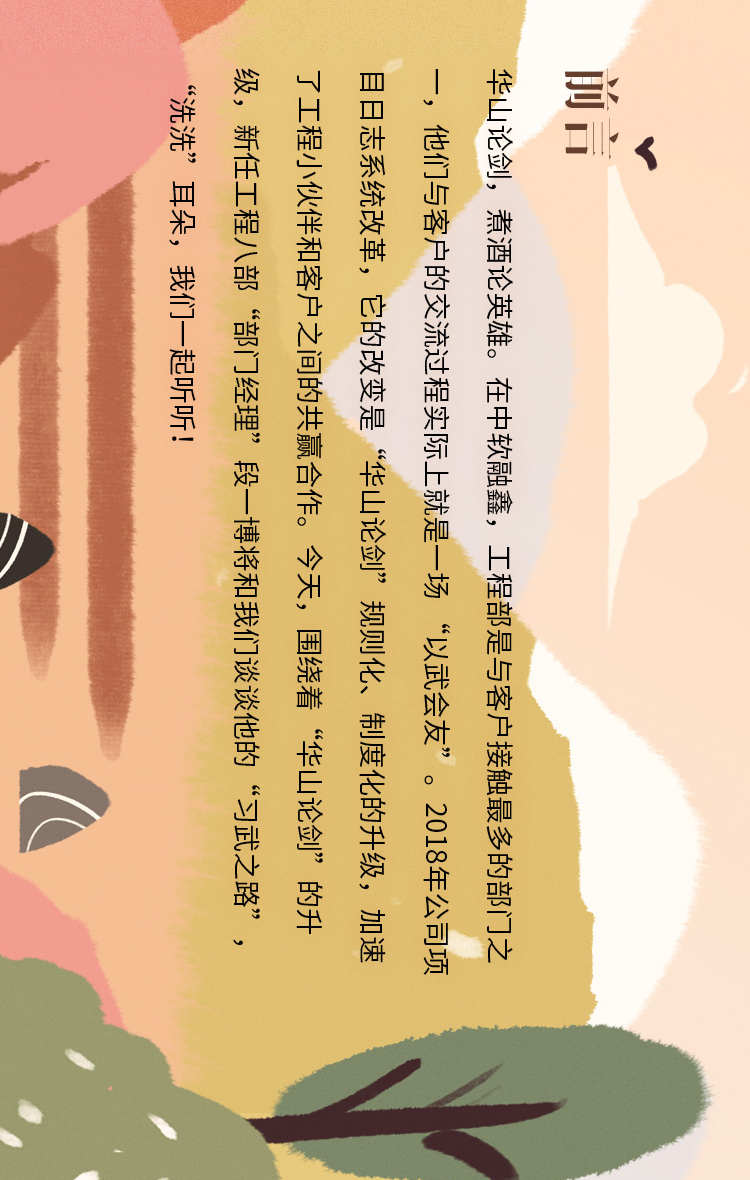 前言
华山论剑，煮酒论英雄。在中软融鑫，工程部是与客户接触最多的部门之
一，他们与客户的交流过程实际上就是一场“以武会友”。2018年公司项
目日志系统改革，它的改变是“华山论剑”规则化、制度化的升级，加速
了工程小伙伴和客户之间的共赢合作。今天，围绕着“华山论剑”的升
级，新任工程八部“部门经理”段一博将和我们谈谈他的“习武之路”，
“洗洗”耳朵，我们一起听听！